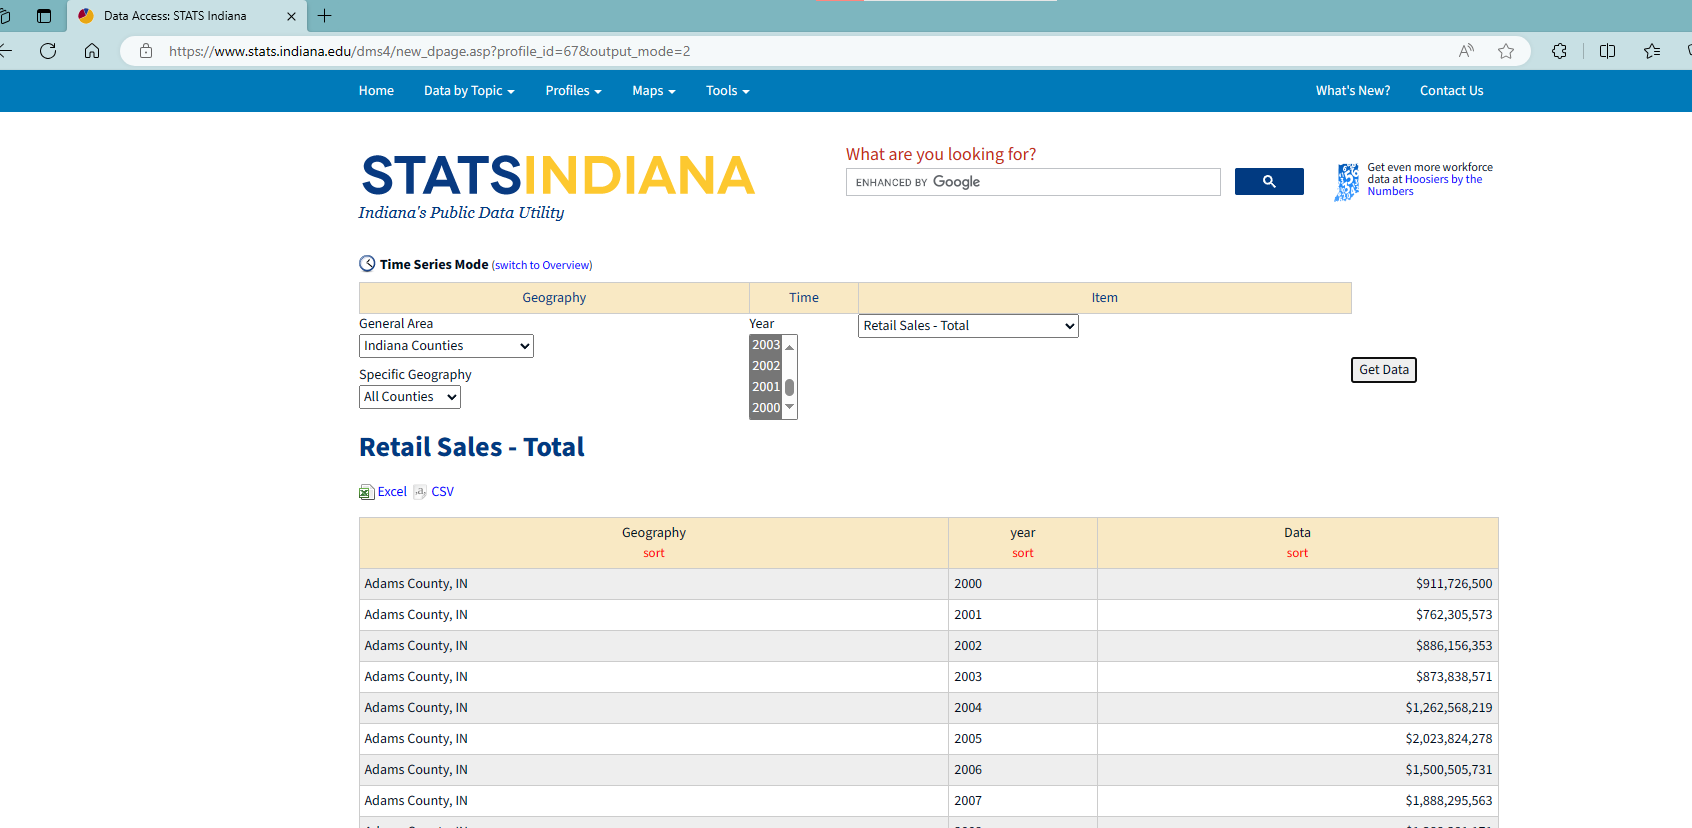 Data Access: STATS Indiana
https://www.stats.indiana.edu/dms4/new_dpage.asp?profile_id=67&output_mode=2
Home Data by Topic Profiles Maps Tools What's New? Contact Us
STATSINDIANA
Indiana's Public Data Utility
What are you looking for?
ENHANCED BY Google
Get even more workforce
data at Hoosiers by the
Numbers
Time Series Mode (switch to Overview)
Geography Time Item
General Area
Indiana Counties
Specific Geography
All Counties
Year
2003
2002
2001
2000
Retail Sales - Total
Get Data
Retail Sales - Total
Excel CSV
Geography year Data
sort sort sort
Adams County, IN 2000 $911,726,500
Adams County, IN 2001 $762,305,573
Adams County, IN 2002 $886,156,353
Adams County, IN 2003 $873,838,571
Adams County, IN 2004 $1,262,568,219
Adams County, IN 2005 $2,023,824,278
Adams County, IN 2006 $1,500,505,731
Adams County, IN 2007 $1,888,295,563